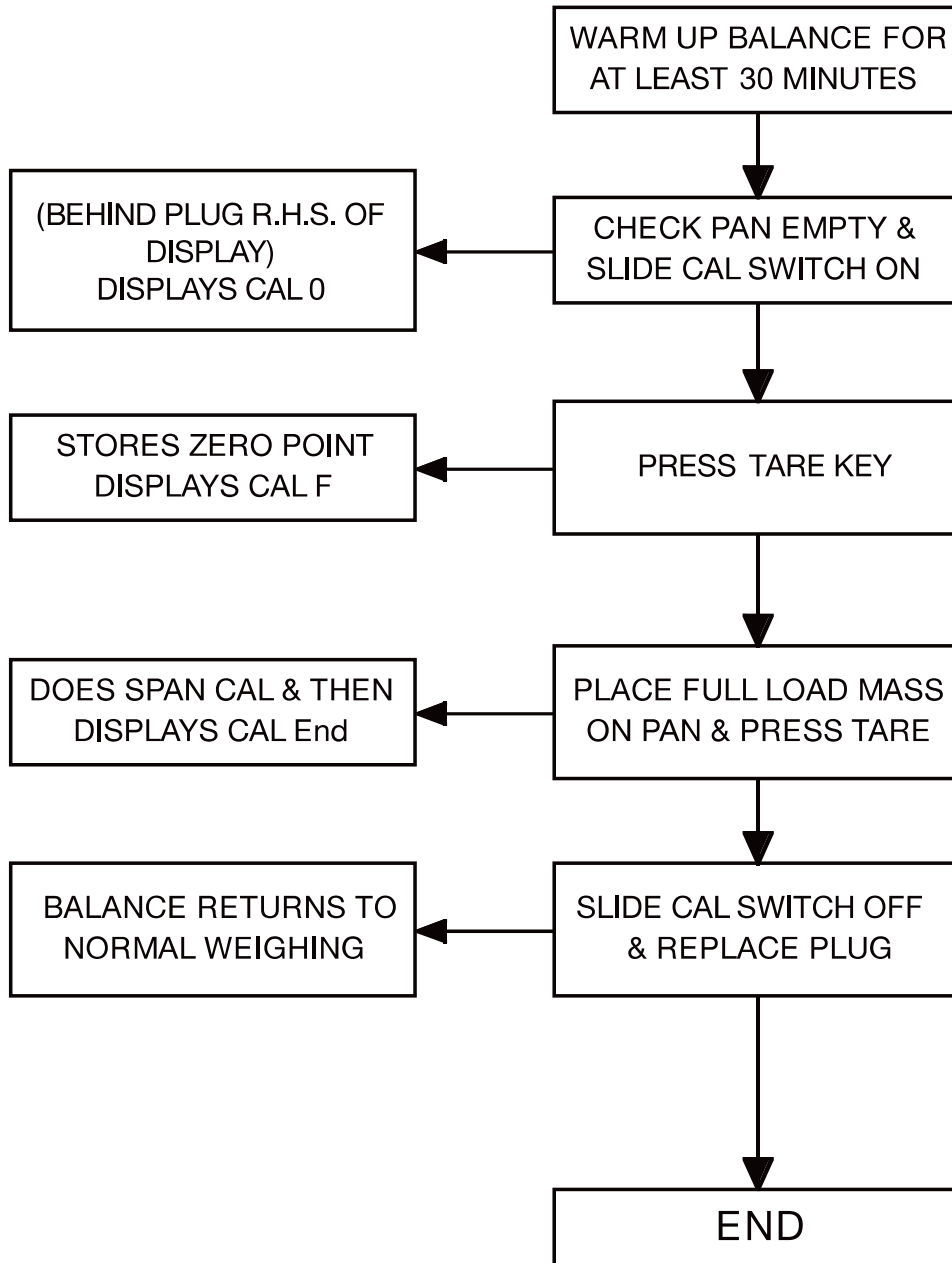 WARM UP BALANCE FOR
AT LEAST 30 MINUTES
(BEHIND PLUG R.H.S. OF
DISPLAY)
DISPLAYS CAL 0
CHECK PAN EMPTY &
SLIDE CAL SWITCH ON
STORES ZERO POINT
DISPLAYS CAL F
PRESS TARE KEY
DOES SPAN CAL & THEN
DISPLAYS CAL End
PLACE FULL LOAD MASS
ON PAN & PRESS TARE
BALANCE RETURNS TO
NORMAL WEIGHING
SLIDE CAL SWITCH OFF
& REPLACE PLUG
END